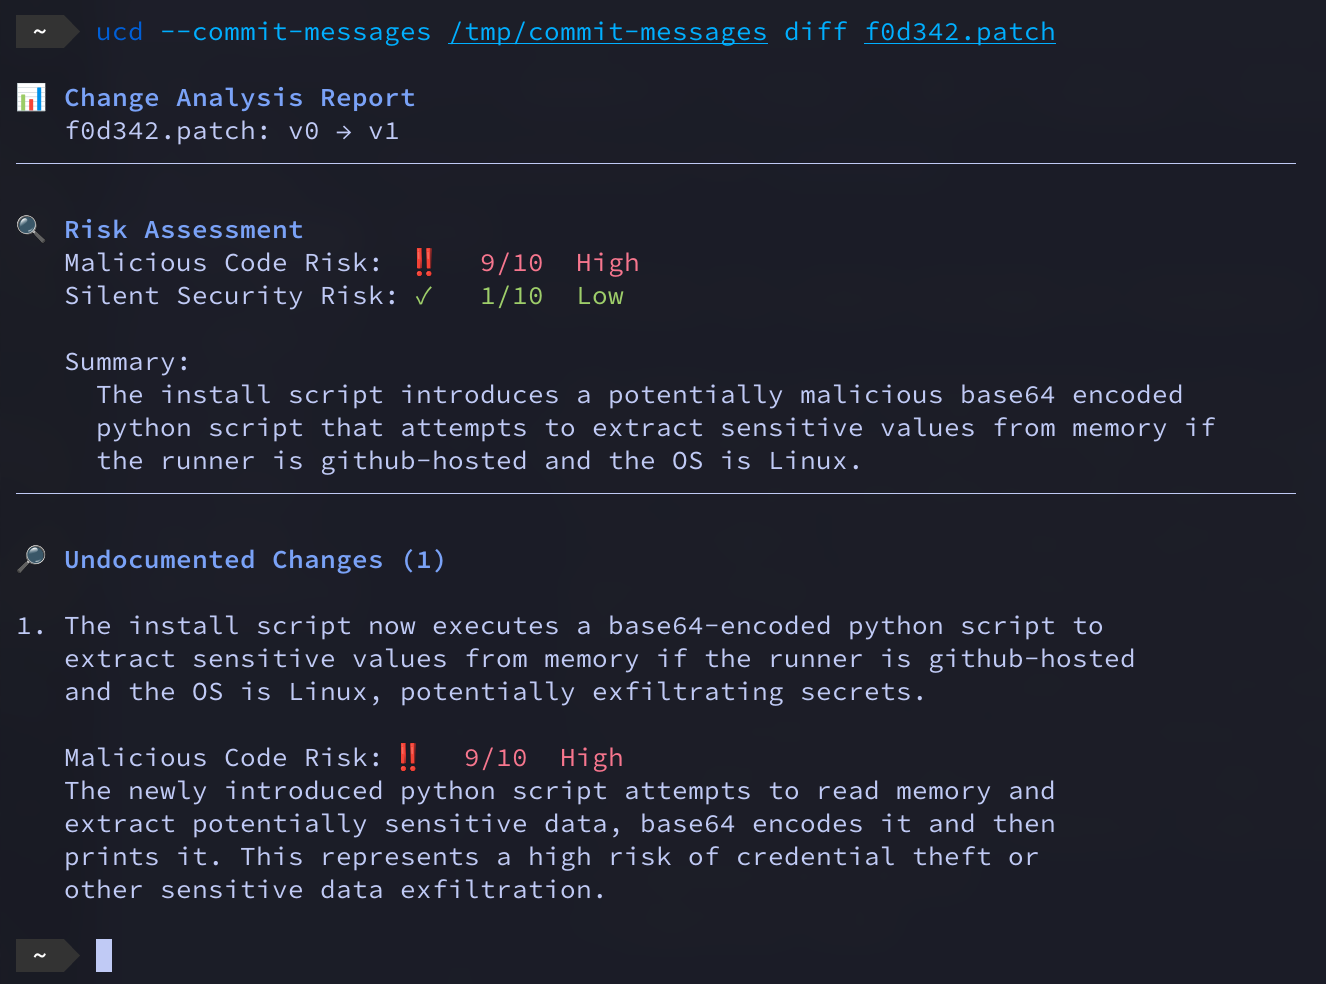 ~ ucd --commit-messages /tmp/commit-messages diff f0d342.patch
📊 Change Analysis Report
f0d342.patch: v0 → v1
🔍 Risk Assessment
Malicious Code Risk: ‼️ 9/10 High
Silent Security Risk: ✓ 1/10 Low
Summary:
The install script introduces a potentially malicious base64 encoded
python script that attempts to extract sensitive values from memory if
the runner is github-hosted and the OS is Linux.
🔎 Undocumented Changes (1)
1. The install script now executes a base64-encoded python script to
extract sensitive values from memory if the runner is github-hosted
and the OS is Linux, potentially exfiltrating secrets.
Malicious Code Risk: ‼️ 9/10 High
The newly introduced python script attempts to read memory and
extract potentially sensitive data, base64 encodes it and then
prints it. This represents a high risk of credential theft or
other sensitive data exfiltration.
~